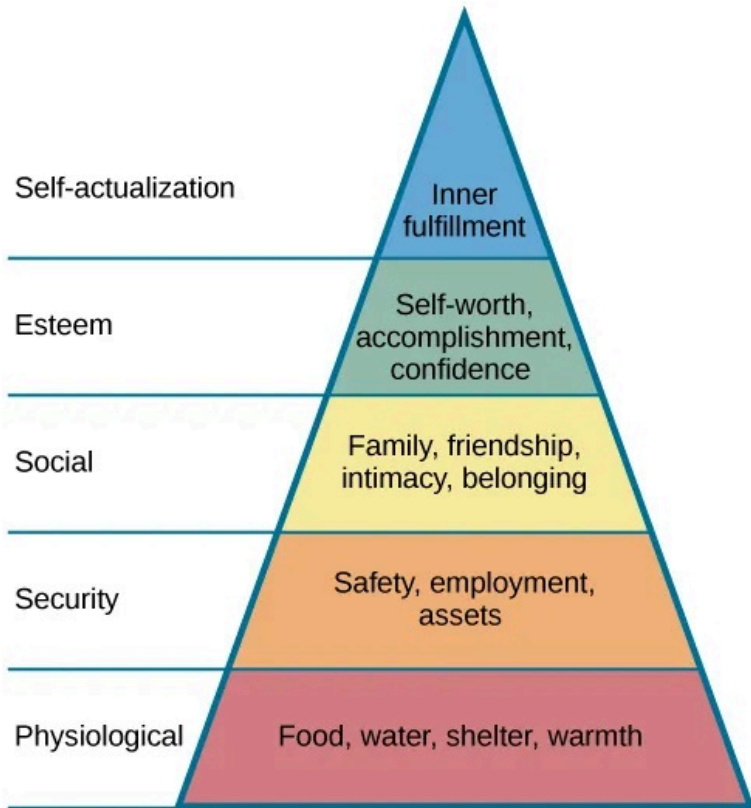 Self-actualization
Inner
fulfillment
Esteem
Self-worth,
accomplishment,
confidence
Social
Family, friendship,
intimacy, belonging
Security
Safety, employment,
assets
Physiological
Food, water, shelter, warmth